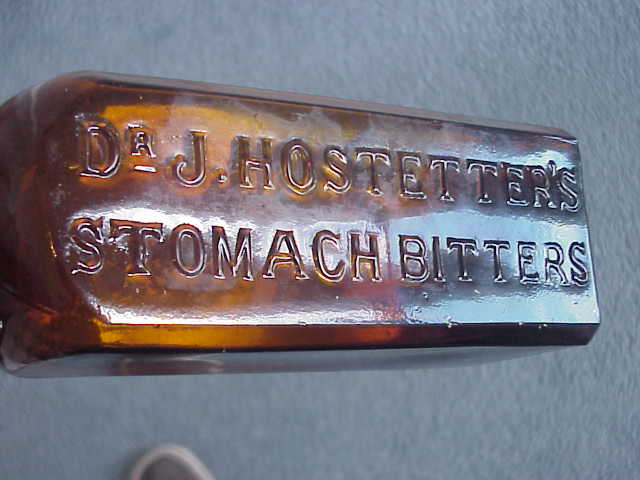 DR J. HOSTETTER'S
STOMACH BITTERS